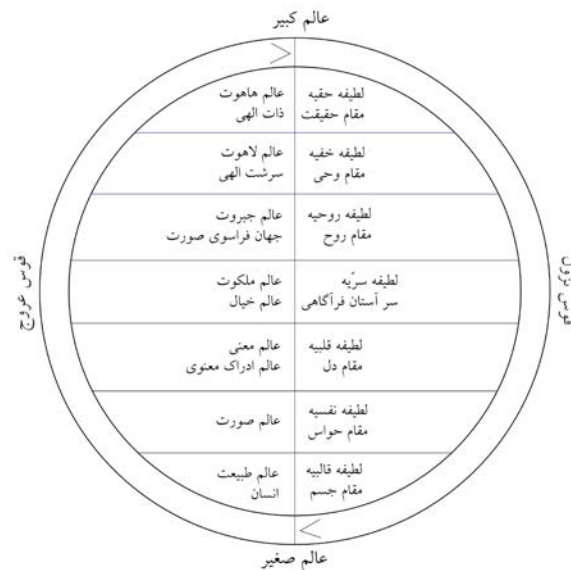 عالم کبیر
قوس نزول
لطیفه حقیه
مقام حقیقت
عالم هاهوت
ذات الهی
لطیفه خفیه
مقام وحی
عالم لاهوت
سرشت الهی
لطیفه روحیه
مقام روح
عالم جبروت
جهان فراسوی صورت
لطیفه سرّیه
سر آستان فرآگاهی
عالم ملکوت
عالم خیال
لطیفه قلبیه
مقام دل
عالم معنی
عالم ادراک معنوی
لطیفه نفسیه
مقام حواس
عالم صورت
لطیفه قالبیه
مقام جسم
عالم طبیعت
انسان
قوس عروج
عالم صغیر